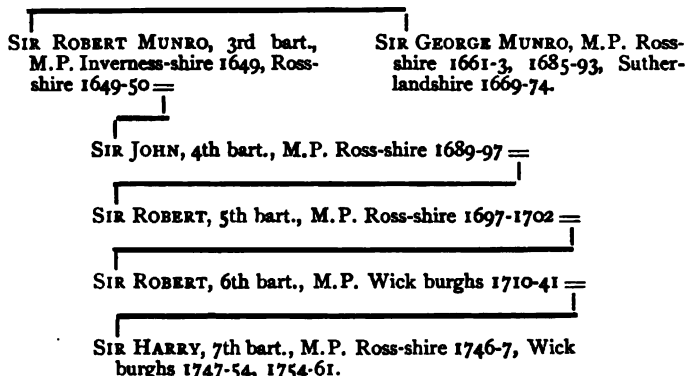 SIR ROBERT MUNRO, 3rd bart.,
M.P. Inverness-shire 1649, Ross-
shire 1649-50 =
SIR GEORGE MUNRO, M.P. Ross-
shire 1661-3, 1685-93, Suther-
landshire 1669-74.
SIR JOHN, 4th bart., M.P. Ross-shire 1689-97 =
SIR ROBERT, 5th bart., M.P. Ross-shire 1697-1702 =
SIR ROBERT, 6th bart., M.P. Wick burghs 1710-41 =
SIR HARRY, 7th bart., M.P. Ross-shire 1746-7, Wick
burghs 1747-54, 1754-61.